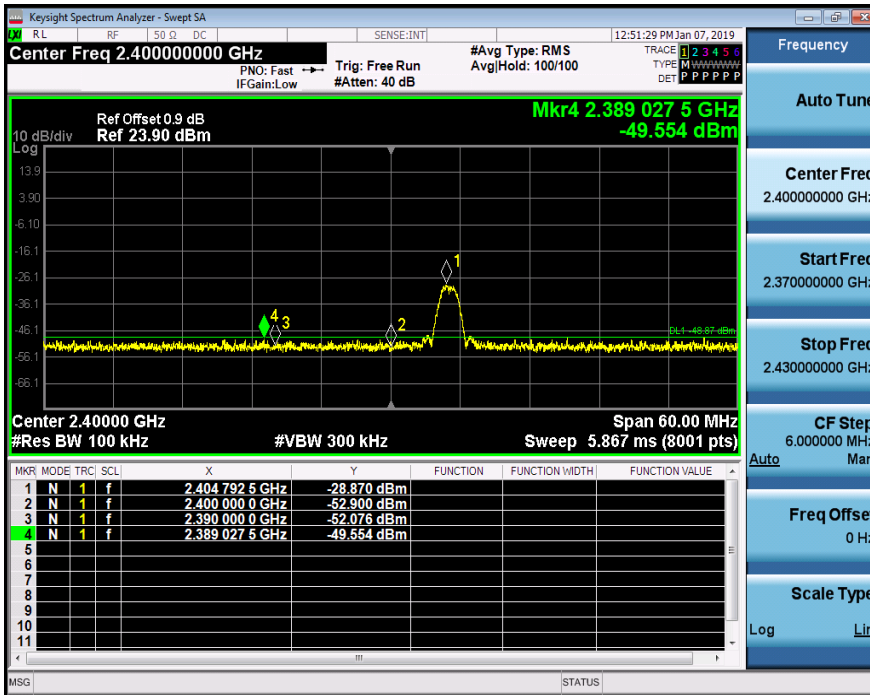 Keysight Spectrum Analyzer - Swept SA
LXI RL RF 50 Ω DC SENSE:INT 12:51:29 PM Jan 07, 2019
Center Freq 2.400000000 GHz
PNO: Fast
IFGain:Low
Trig: Free Run
#Atten: 40 dB
#Avg Type: RMS
Avg|Hold: 100/100
TRACE 1 2 3 4 5 6
TYPE M W W W W W
DET P P P P P P
Mkr4 2.389 027 5 GHz
-49.554 dBm
Ref Offset 0.9 dB
10 dB/div Ref 23.90 dBm
Log
13.9
3.90
-6.10
-16.1
-26.1
-36.1
-46.1
-56.1
-66.1
1
4
3
2
DL1 -48.87 dBm
Center 2.40000 GHz Span 60.00 MHz
#Res BW 100 kHz #VBW 300 kHz Sweep 5.867 ms (8001 pts)
MKR MODE TRC SCL X Y FUNCTION FUNCTION WIDTH FUNCTION VALUE
1 N 1 f 2.404 792 5 GHz -28.870 dBm
2 N 1 f 2.400 000 0 GHz -52.900 dBm
3 N 1 f 2.390 000 0 GHz -52.076 dBm
4 N 1 f 2.389 027 5 GHz -49.554 dBm
5
6
7
8
9
10
11
MSG STATUS
Frequency
Auto Tune
Center Freq
2.400000000 GHz
Start Freq
2.370000000 GHz
Stop Freq
2.430000000 GHz
CF Step
6.000000 MHz
Auto Man
Freq Offset
0 Hz
Scale Type
Log Lin